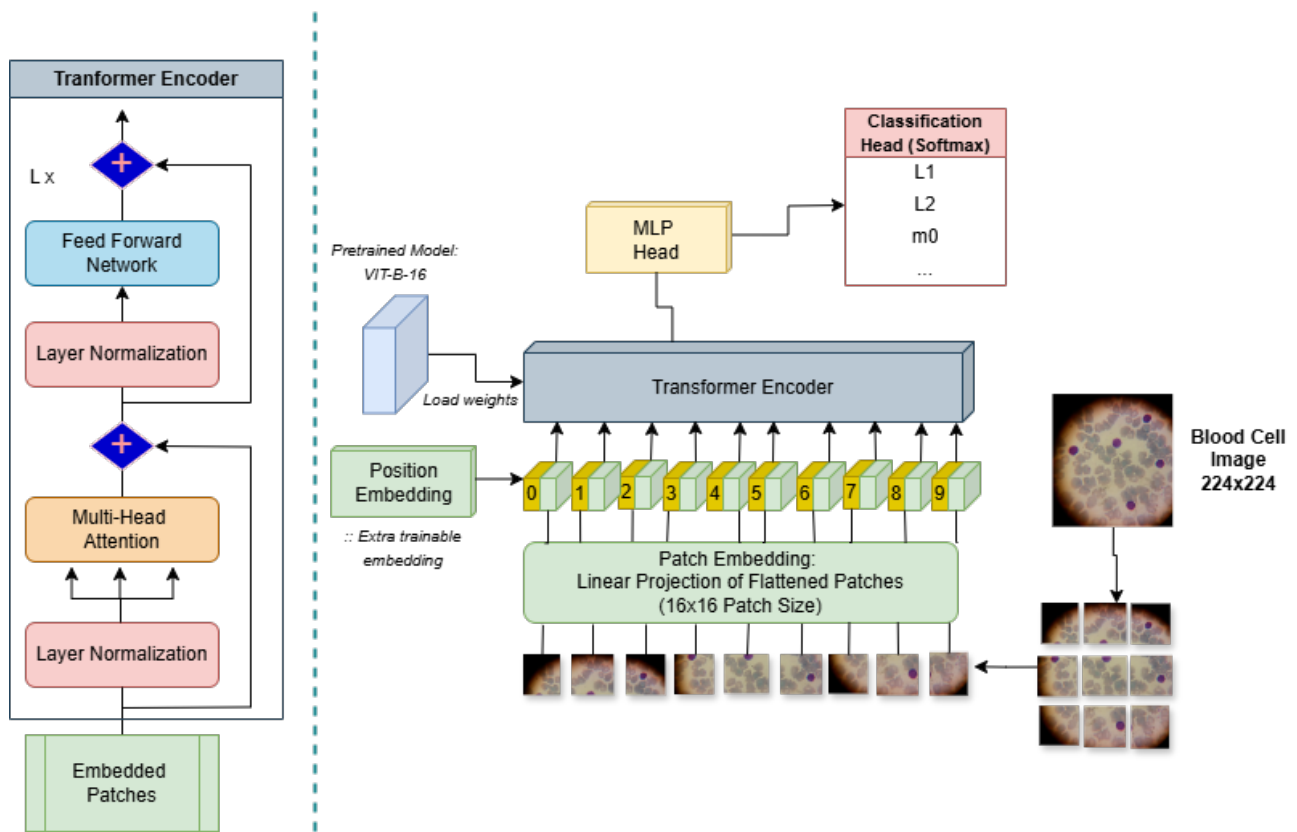 Tranformer Encoder
+
L x
Feed Forward
Network
Layer Normalization
+
Multi-Head
Attention
Layer Normalization
Embedded
Patches
Classification
Head (Softmax)
L1
L2
m0
...
MLP
Head
Pretrained Model:
VIT-B-16
Load weights
Transformer Encoder
Position
Embedding
:: Extra trainable
embedding
0 1 2 3 4 5 6 7 8 9
Patch Embedding:
Linear Projection of Flattened Patches
(16x16 Patch Size)
Blood Cell
Image
224x224